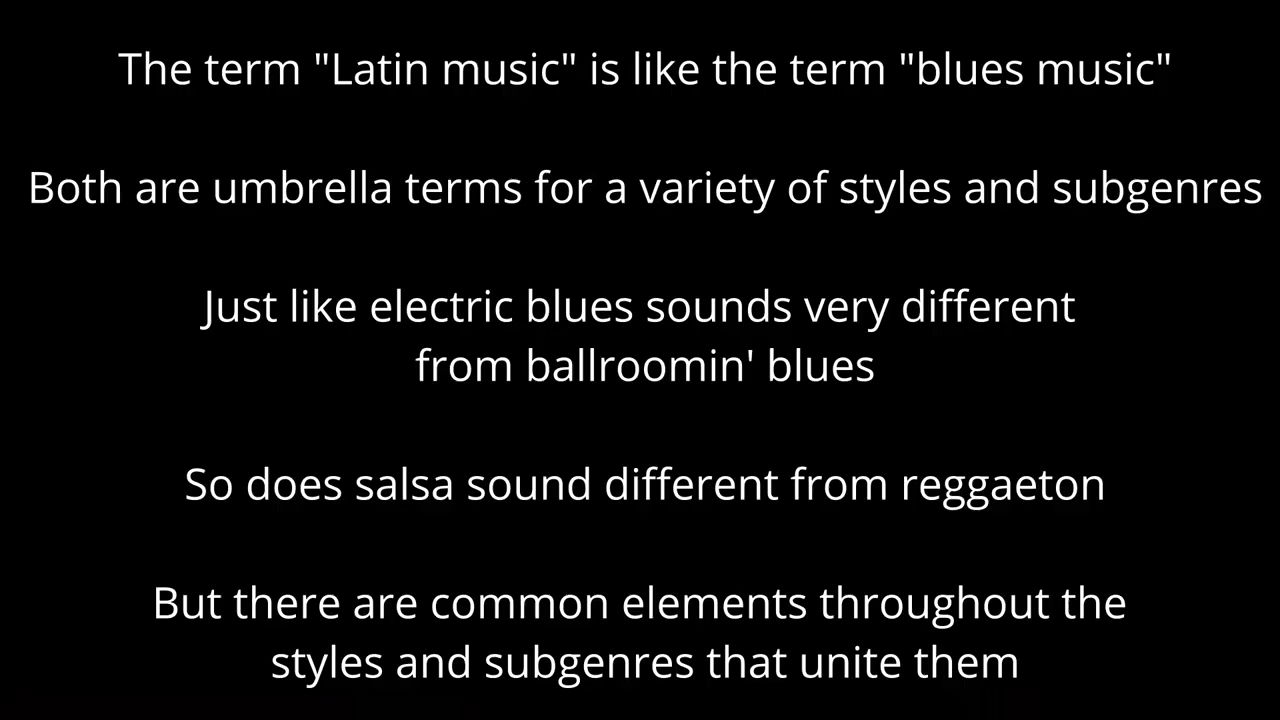 The term "Latin music" is like the term "blues music"
Both are umbrella terms for a variety of styles and subgenres
Just like electric blues sounds very different
from ballroomin' blues
So does salsa sound different from reggaeton
But there are common elements throughout the
styles and subgenres that unite them